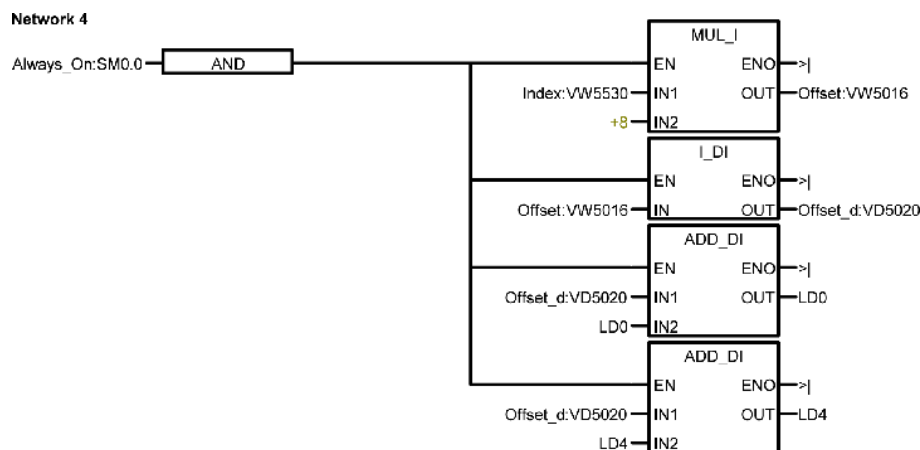 Network 4
MUL_I
Always_On:SM0.0 AND EN ENO
Index:VW5530 IN1 OUT Offset:VW5016
+8 IN2
I_DI
EN ENO
Offset:VW5016 IN OUT Offset_d:VD5020
ADD_DI
EN ENO
Offset_d:VD5020 IN1 OUT LD0
LD0 IN2
ADD_DI
EN ENO
Offset_d:VD5020 IN1 OUT LD4
LD4 IN2